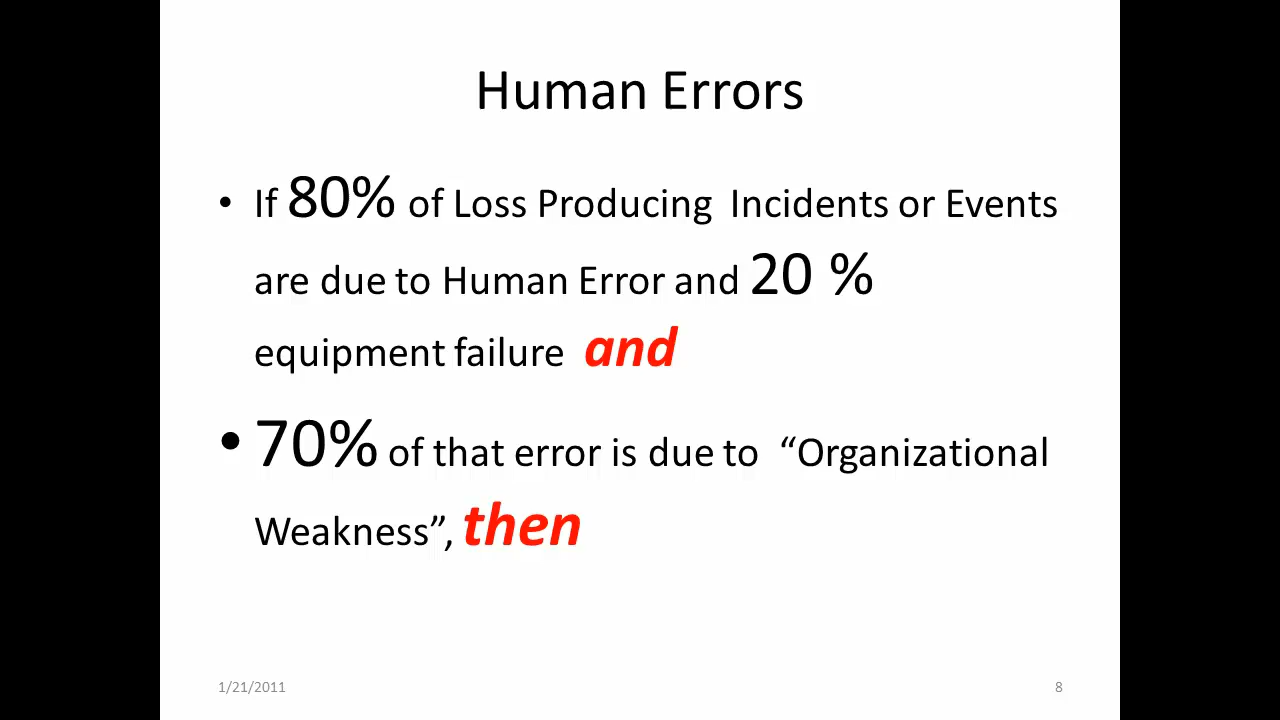 Human Errors
• If 80% of Loss Producing  Incidents or Events
are due to Human Error and 20 %
equipment failure  and
• 70% of that error is due to  “Organizational
Weakness”, then
1/21/2011
8